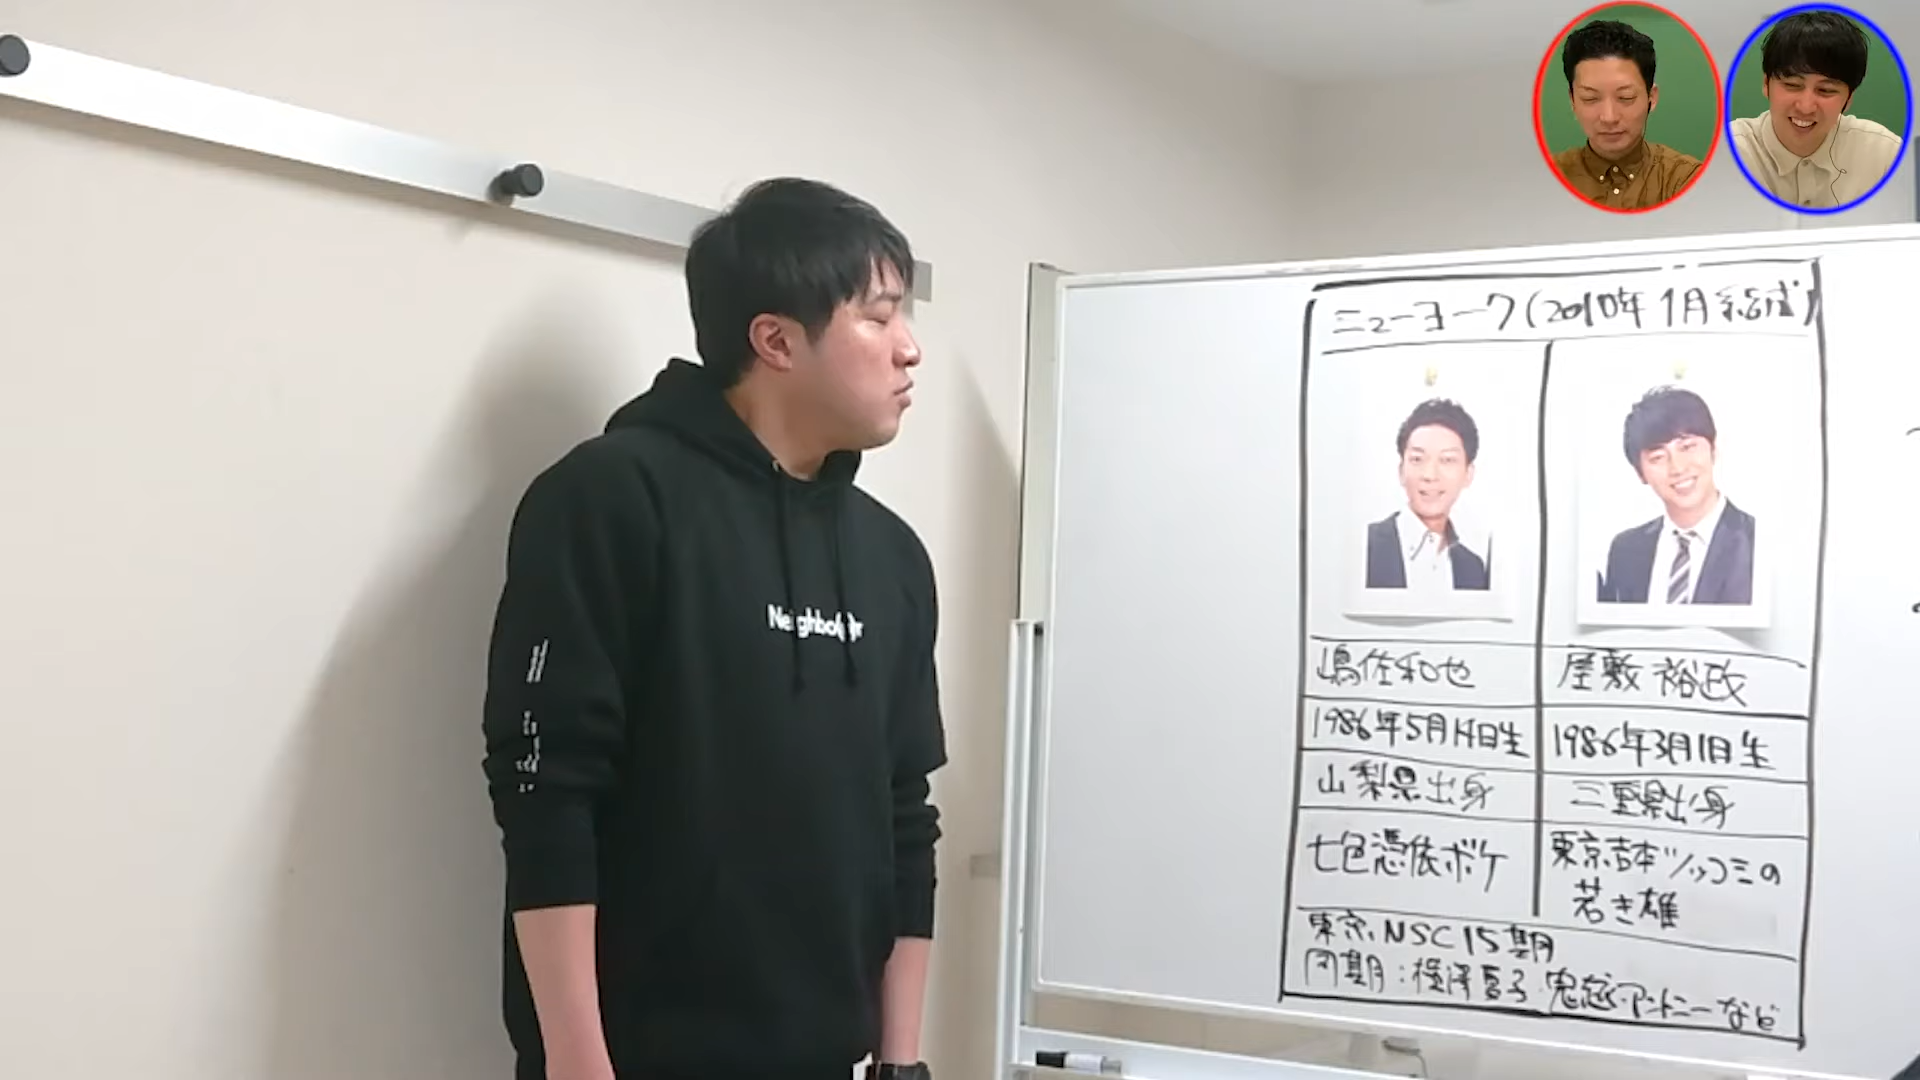 ニューヨーク(2010年1月結成)
嶋佐和也
屋敷裕政
1986年5月14日生
1986年3月1日生
山梨県出身
三重県出身
七色憑依ボケ
東京吉本ツッコミの
若き雄
東京NSC15期
同期:横澤夏子・鬼越・アントニーなど
Neighbo